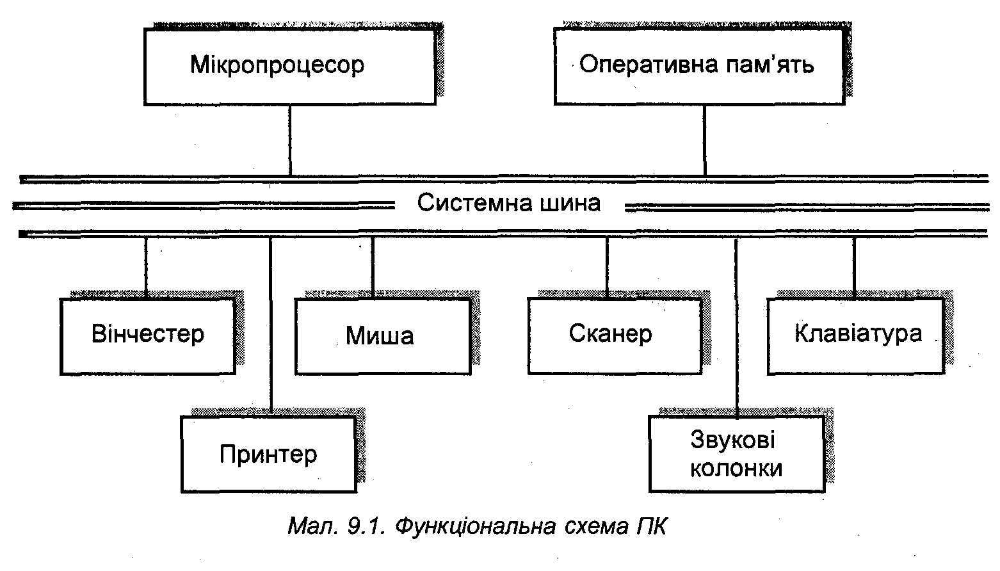 Мікропроцесор
Оперативна пам'ять
Системна шина
Вінчестер
Миша
Сканер
Клавіатура
Принтер
Звукові
колонки
Мал. 9.1. Функціональна схема ПК